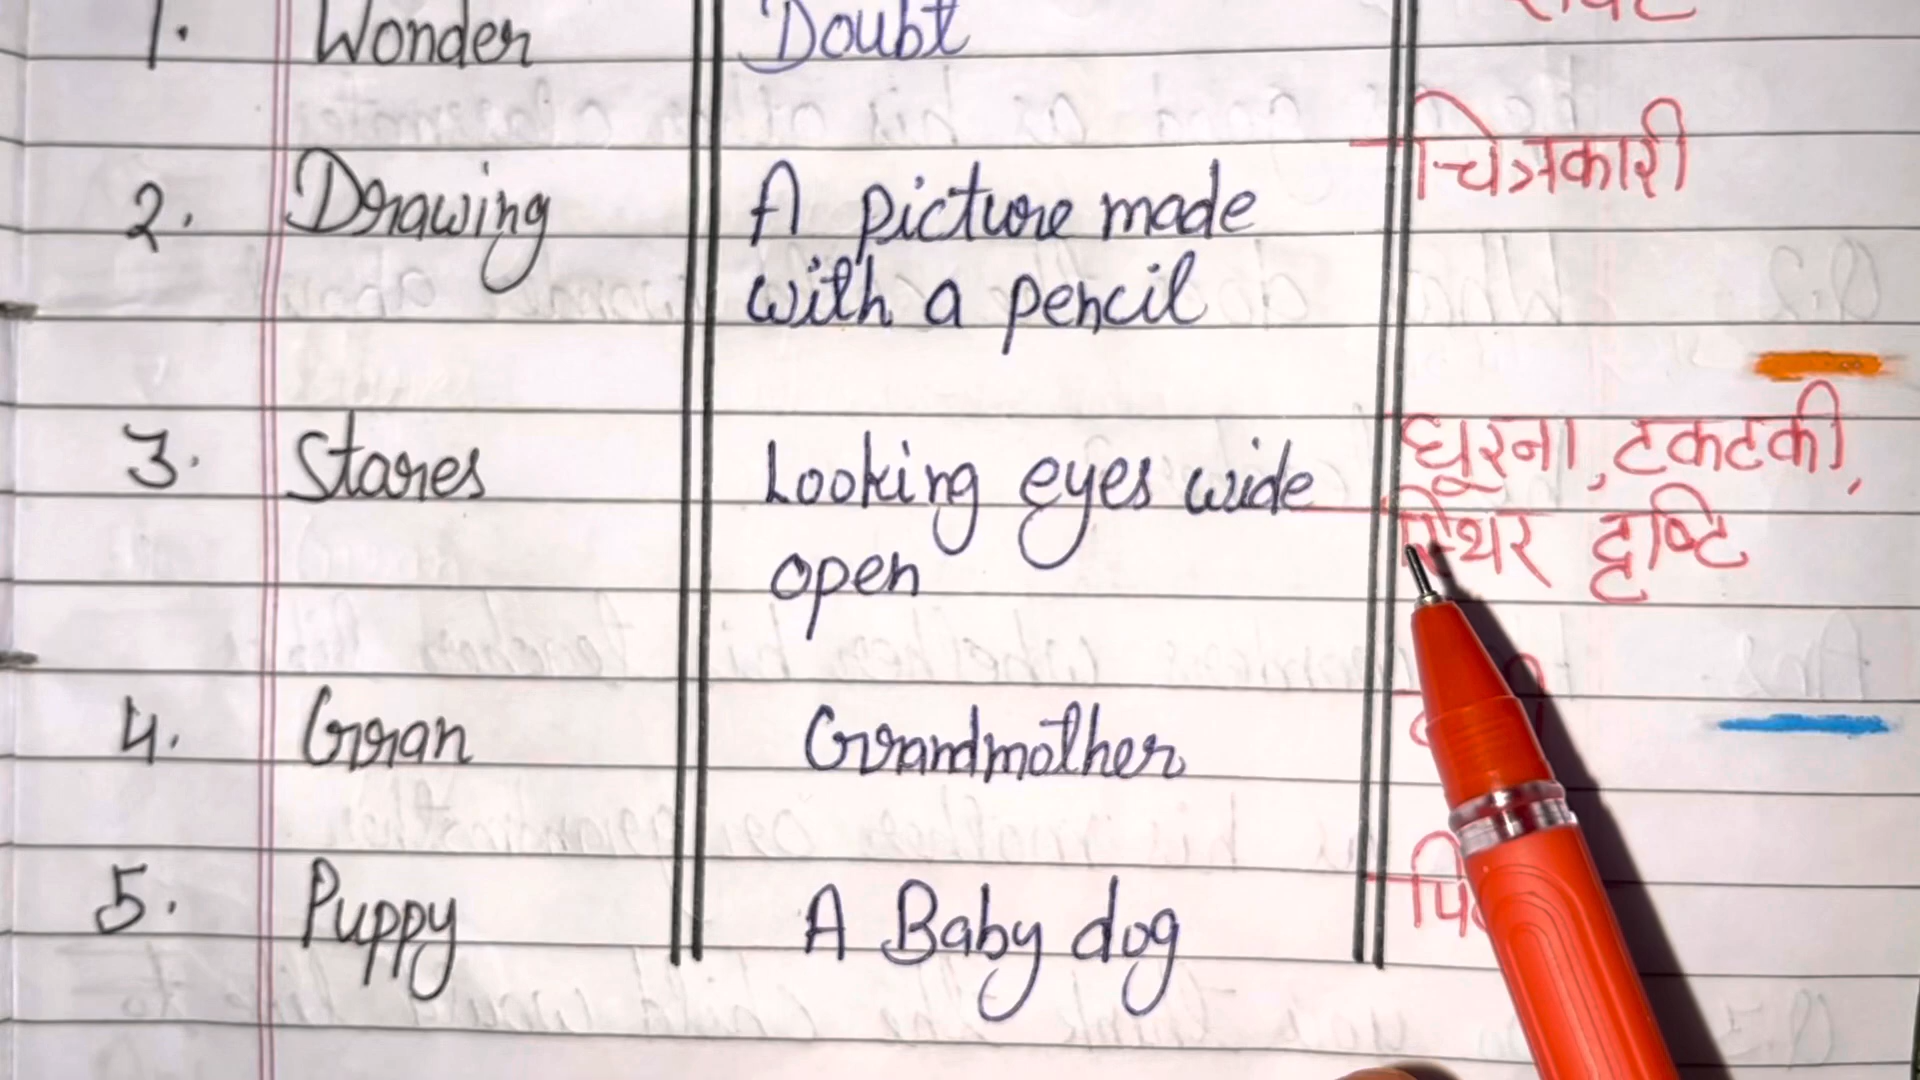 1. Wonder Doubt
2. Drawing A picture made चित्रकारी
with a pencil
3. Stares Looking eyes wide घूरना, टकटकी,
open स्थिर दृष्टि
4. Gran Grandmother
5. Puppy A Baby dog